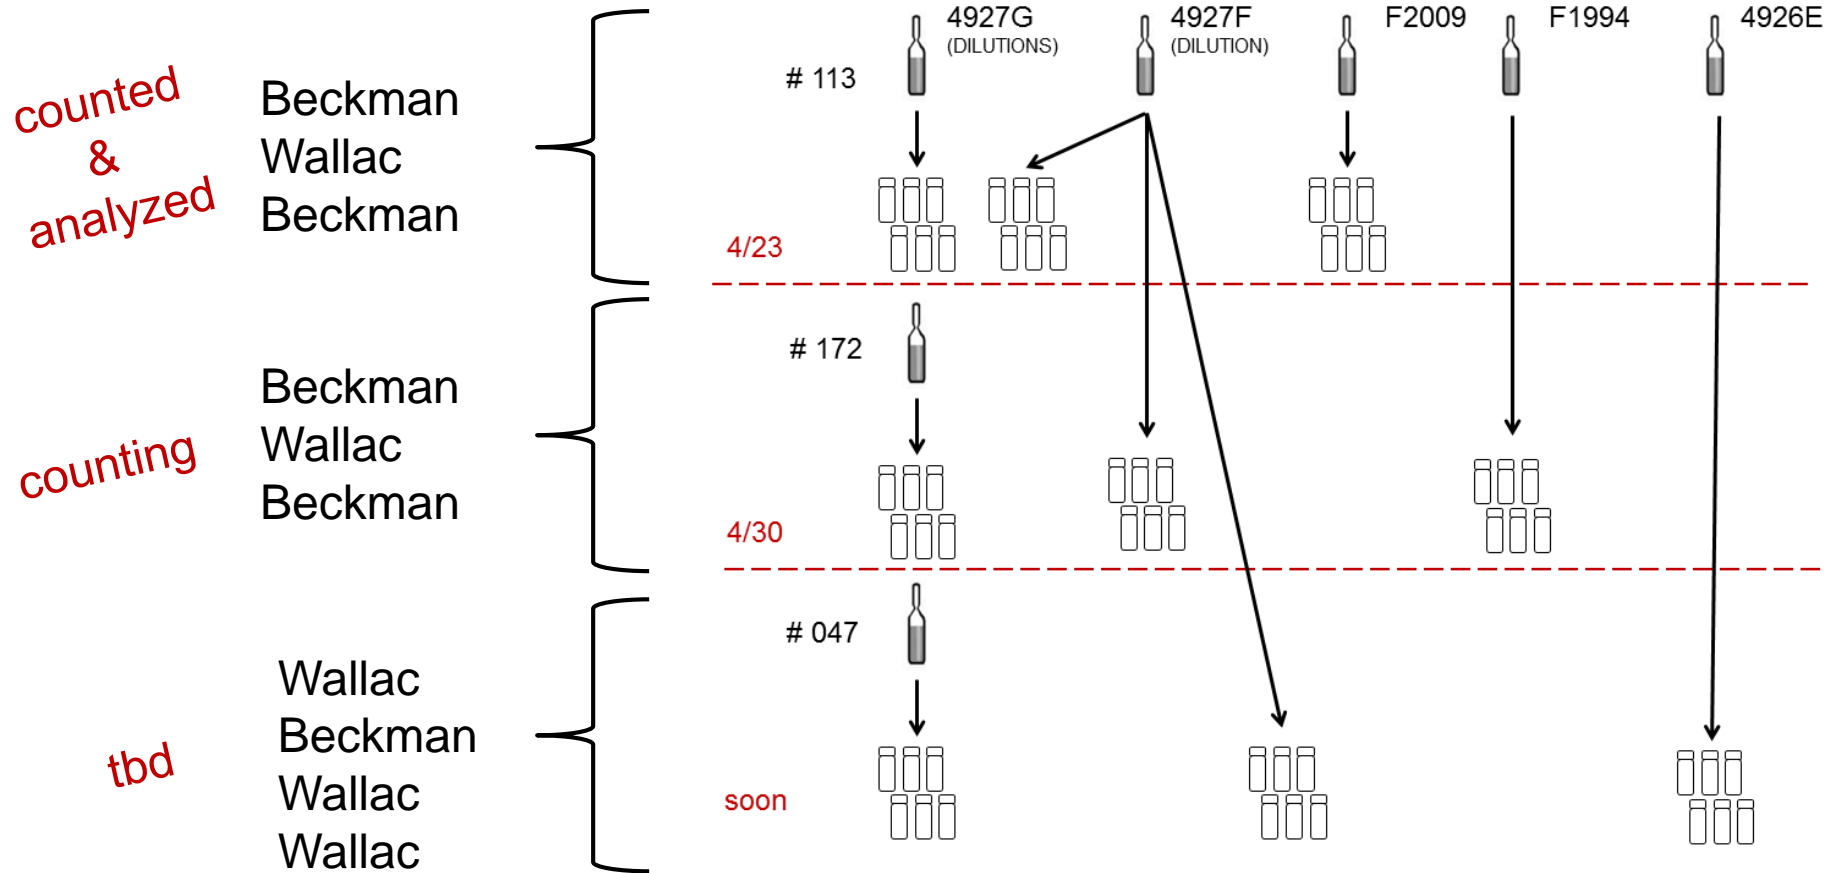 counted
&
analyzed
Beckman
Wallac
Beckman
4927G
(DILUTIONS)
4927F
(DILUTION)
F2009
F1994
4926E
# 113
4/23
counting
Beckman
Wallac
Beckman
# 172
4/30
tbd
Wallac
Beckman
Wallac
Wallac
# 047
soon